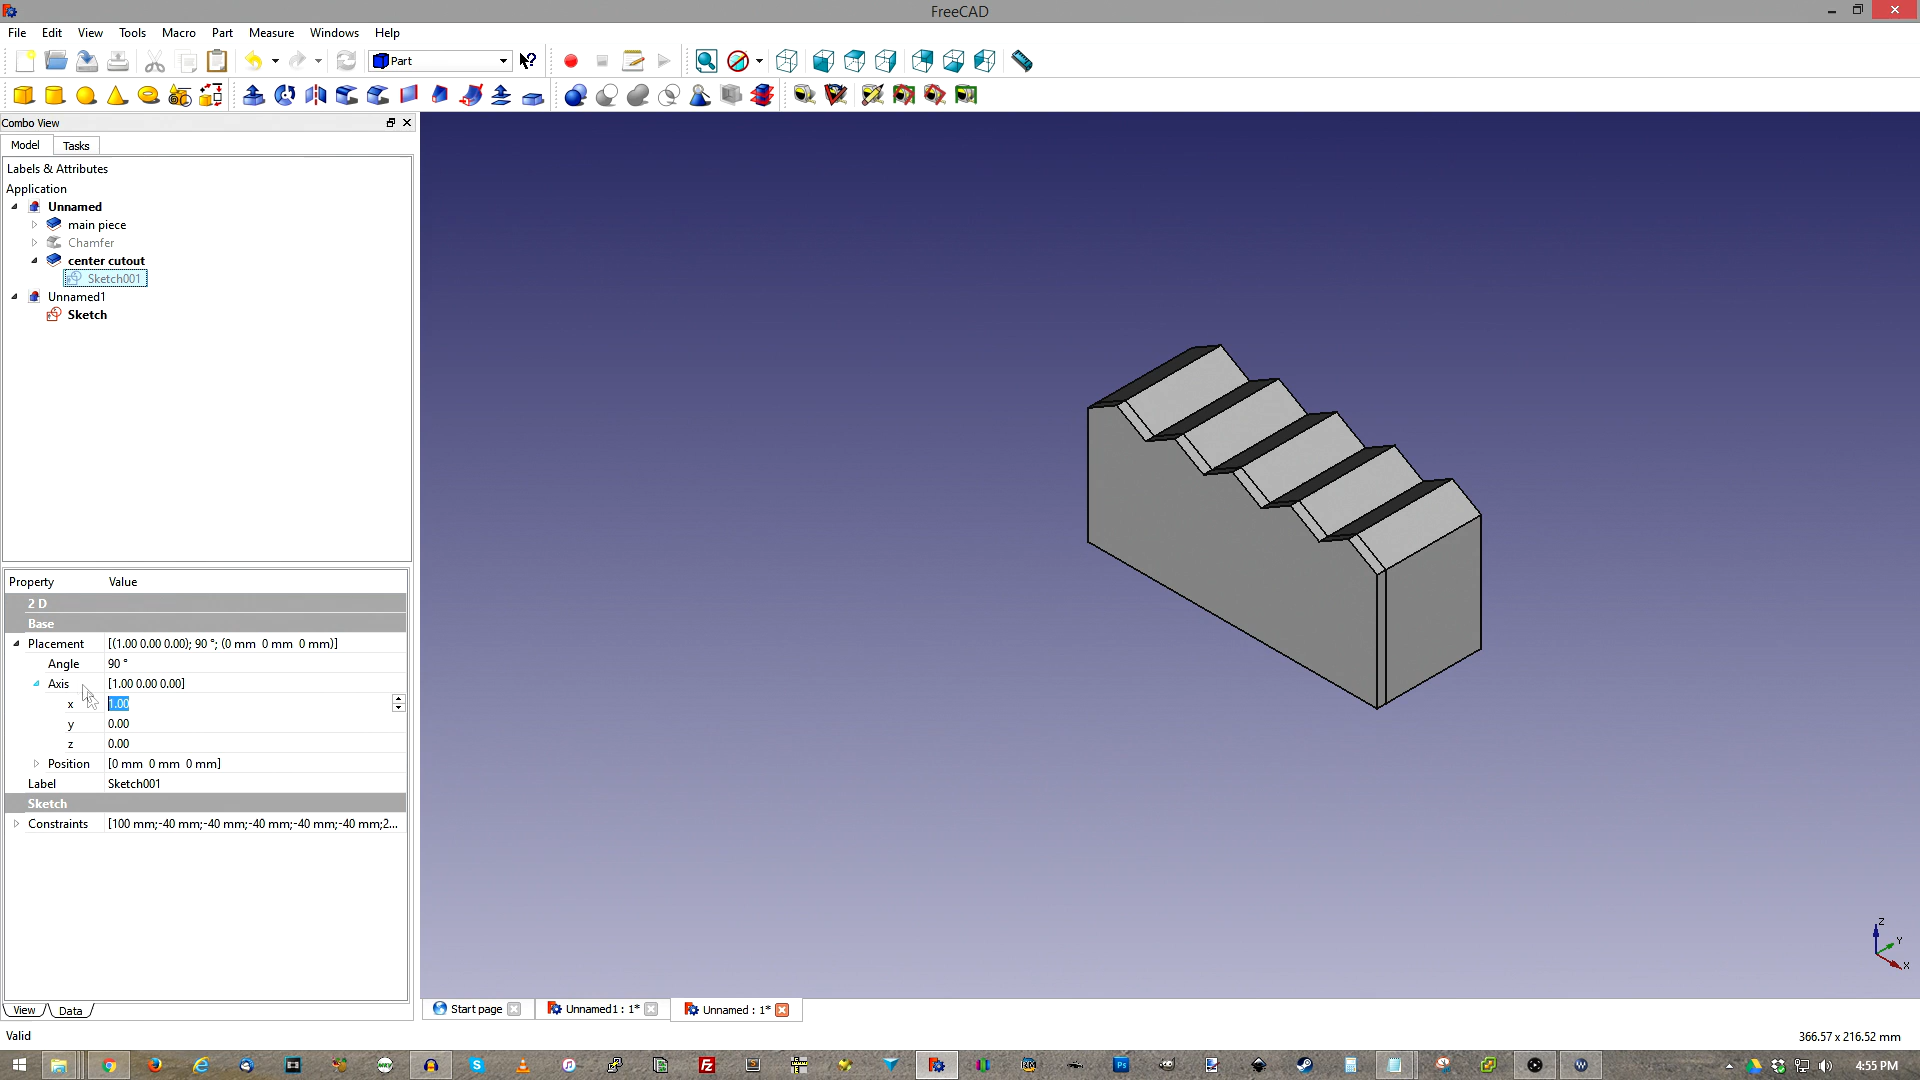 FreeCAD
File Edit View Tools Macro Part Measure Windows Help
Part
Combo View
Model Tasks
Labels & Attributes
Application
Unnamed
main piece
Chamfer
center cutout
Sketch001
Unnamed1
Sketch
Property Value
2 D
Base
Placement [(1.00 0.00 0.00); 90 °; (0 mm 0 mm 0 mm)]
Angle 90 °
Axis [1.00 0.00 0.00]
x 1.00
y 0.00
z 0.00
Position [0 mm 0 mm 0 mm]
Label Sketch001
Sketch
Constraints [100 mm;-40 mm;-40 mm;-40 mm;-40 mm;-40 mm;2...
Z
Y
X
View Data
Start page Unnamed1 : 1* Unnamed : 1*
Valid 366.57 x 216.52 mm
4:55 PM